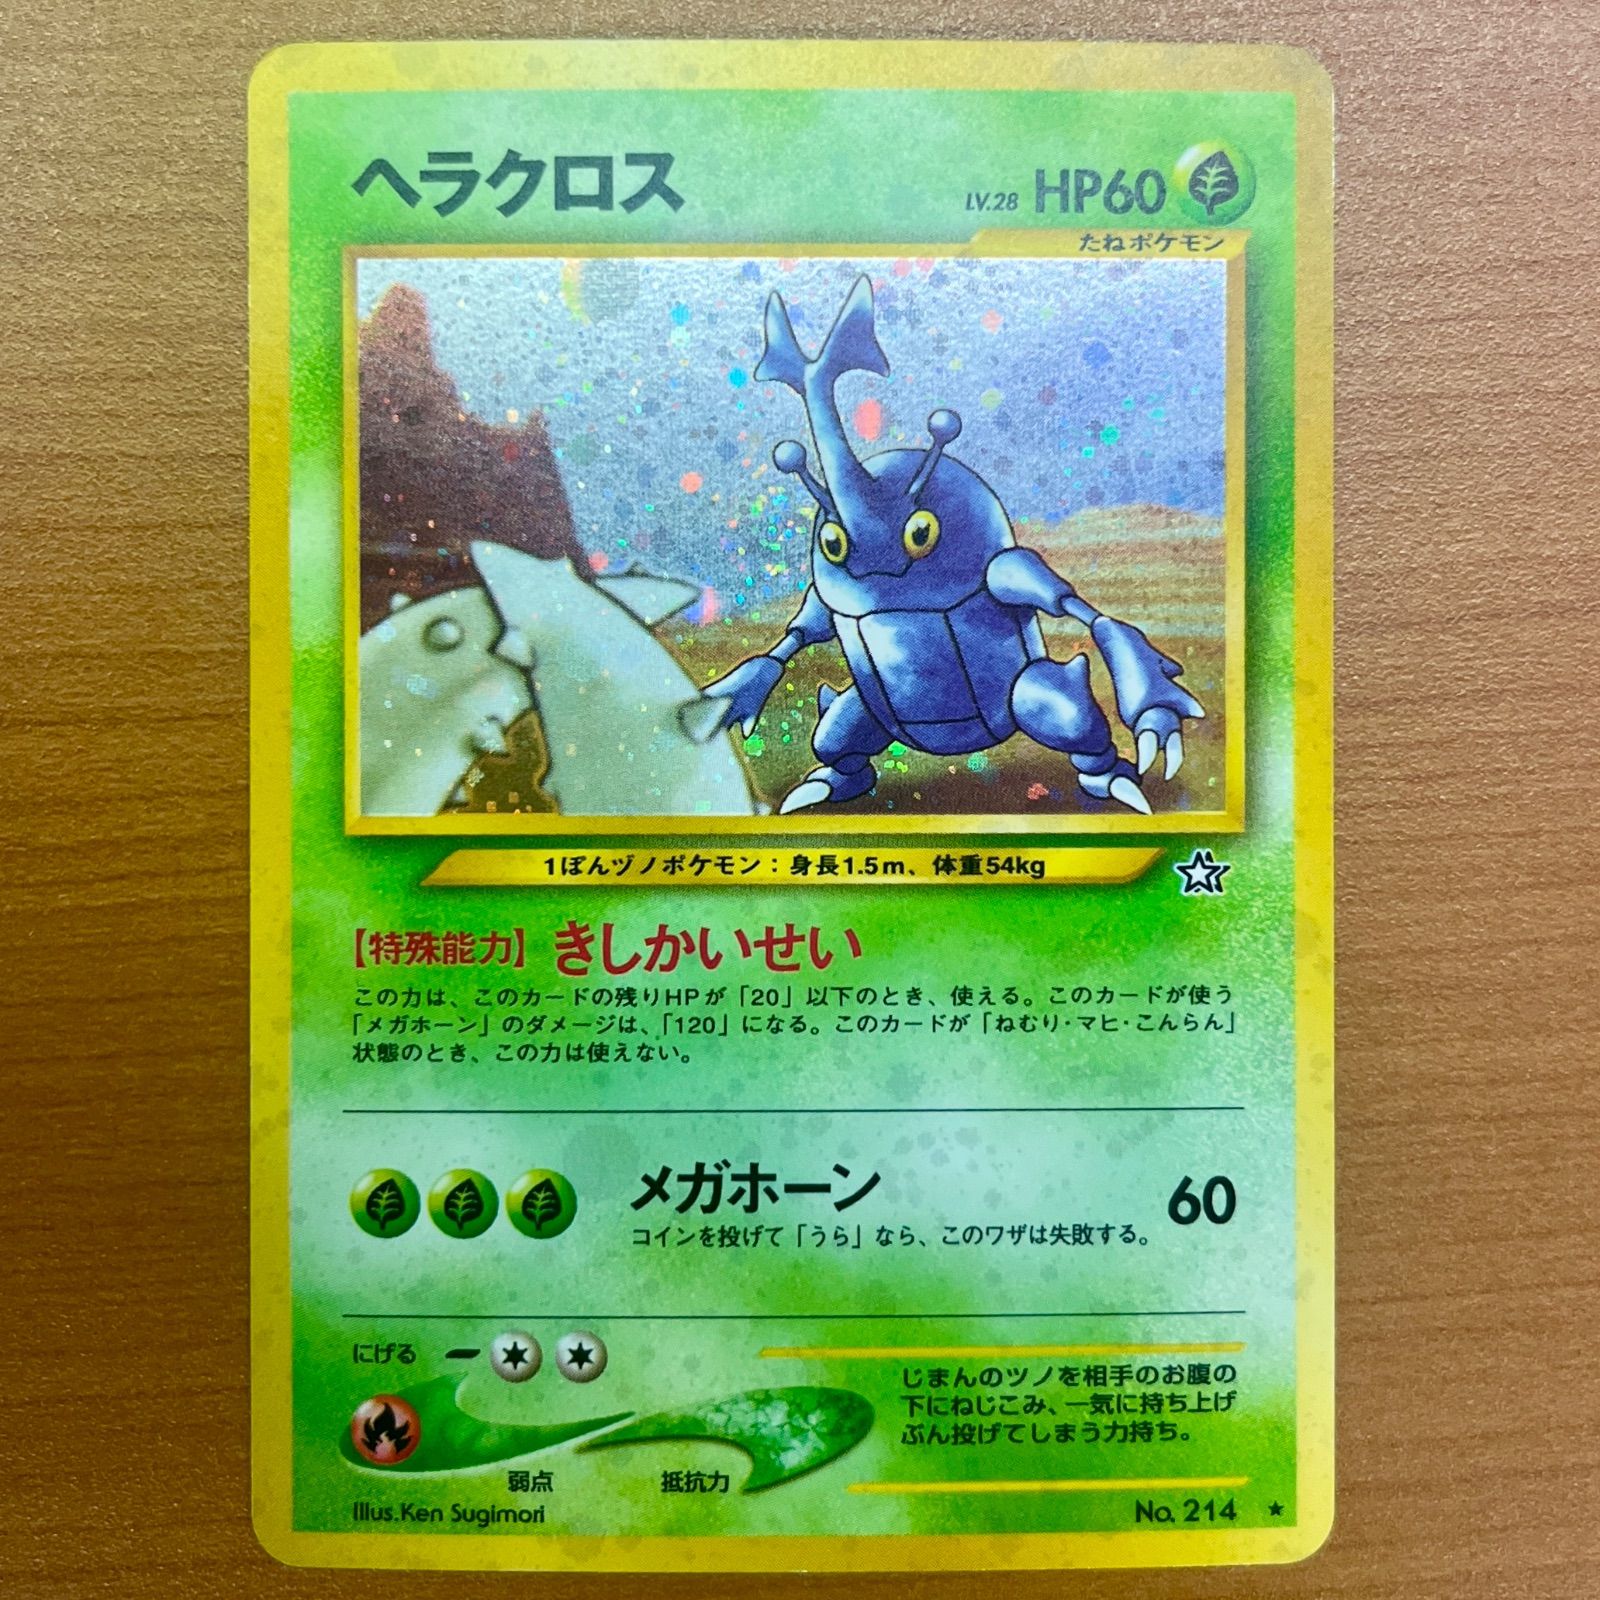 ヘラクロス
LV.28 HP60
たねポケモン
1ぽんヅノポケモン：身長1.5m、体重54kg
【特殊能力】きしかいせい
この力は、このカードの残りHPが「20」以下のとき、使える。このカードが使う
「メガホーン」のダメージは、「120」になる。このカードが「ねむり・マヒ・こんらん」
状態のとき、この力は使えない。
メガホーン 60
コインを投げて「うら」なら、このワザは失敗する。
にげる
弱点
抵抗力
じまんのツノを相手のお腹の
下にねじこみ、一気に持ち上げ
ぶん投げてしまう力持ち。
Illus.Ken Sugimori
No. 214 ★